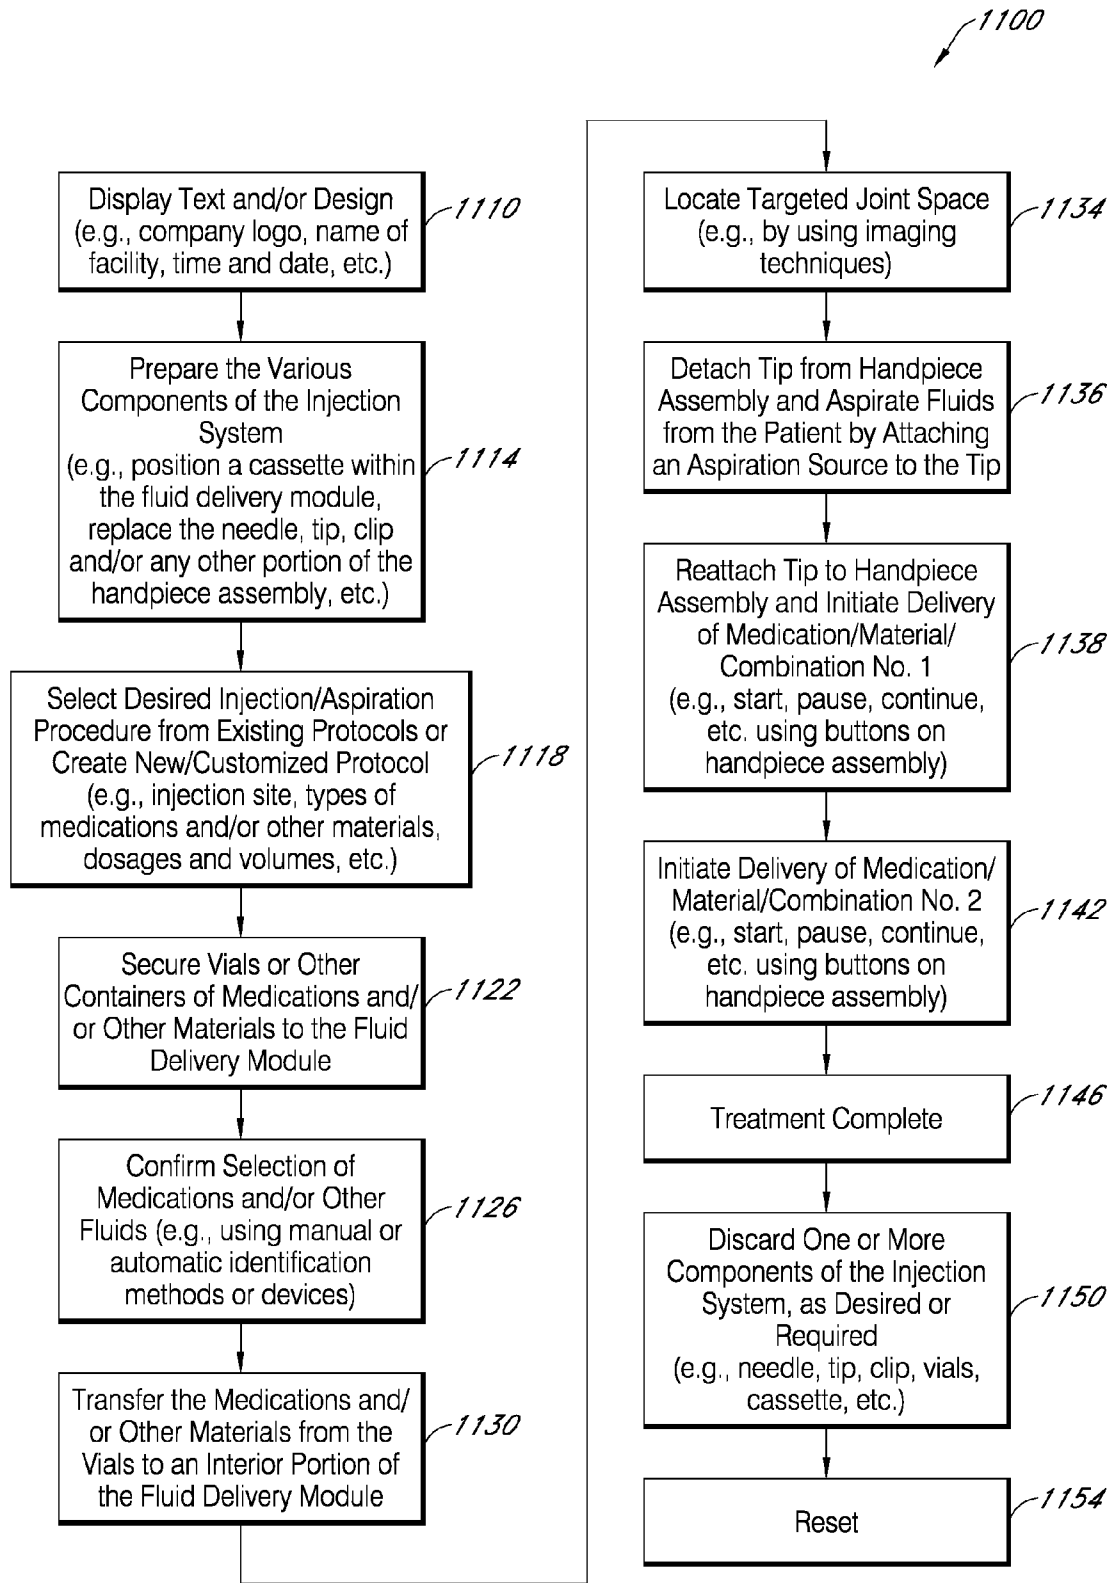 1100
Display Text and/or Design
(e.g., company logo, name of
facility, time and date, etc.)
1110
Prepare the Various
Components of the Injection
System
(e.g., position a cassette within
the fluid delivery module,
replace the needle, tip, clip
and/or any other portion of the
handpiece assembly, etc.)
1114
Select Desired Injection/Aspiration
Procedure from Existing Protocols or
Create New/Customized Protocol
(e.g., injection site, types of
medications and/or other materials,
dosages and volumes, etc.)
1118
Secure Vials or Other
Containers of Medications and/
or Other Materials to the Fluid
Delivery Module
1122
Confirm Selection of
Medications and/or Other
Fluids (e.g., using manual or
automatic identification
methods or devices)
1126
Transfer the Medications and/
or Other Materials from the
Vials to an Interior Portion of
the Fluid Delivery Module
1130
Locate Targeted Joint Space
(e.g., by using imaging
techniques)
1134
Detach Tip from Handpiece
Assembly and Aspirate Fluids
from the Patient by Attaching
an Aspiration Source to the Tip
1136
Reattach Tip to Handpiece
Assembly and Initiate Delivery
of Medication/Material/
Combination No. 1
(e.g., start, pause, continue,
etc. using buttons on
handpiece assembly)
1138
Initiate Delivery of Medication/
Material/Combination No. 2
(e.g., start, pause, continue,
etc. using buttons on
handpiece assembly)
1142
Treatment Complete
1146
Discard One or More
Components of the Injection
System, as Desired or
Required
(e.g., needle, tip, clip, vials,
cassette, etc.)
1150
Reset
1154